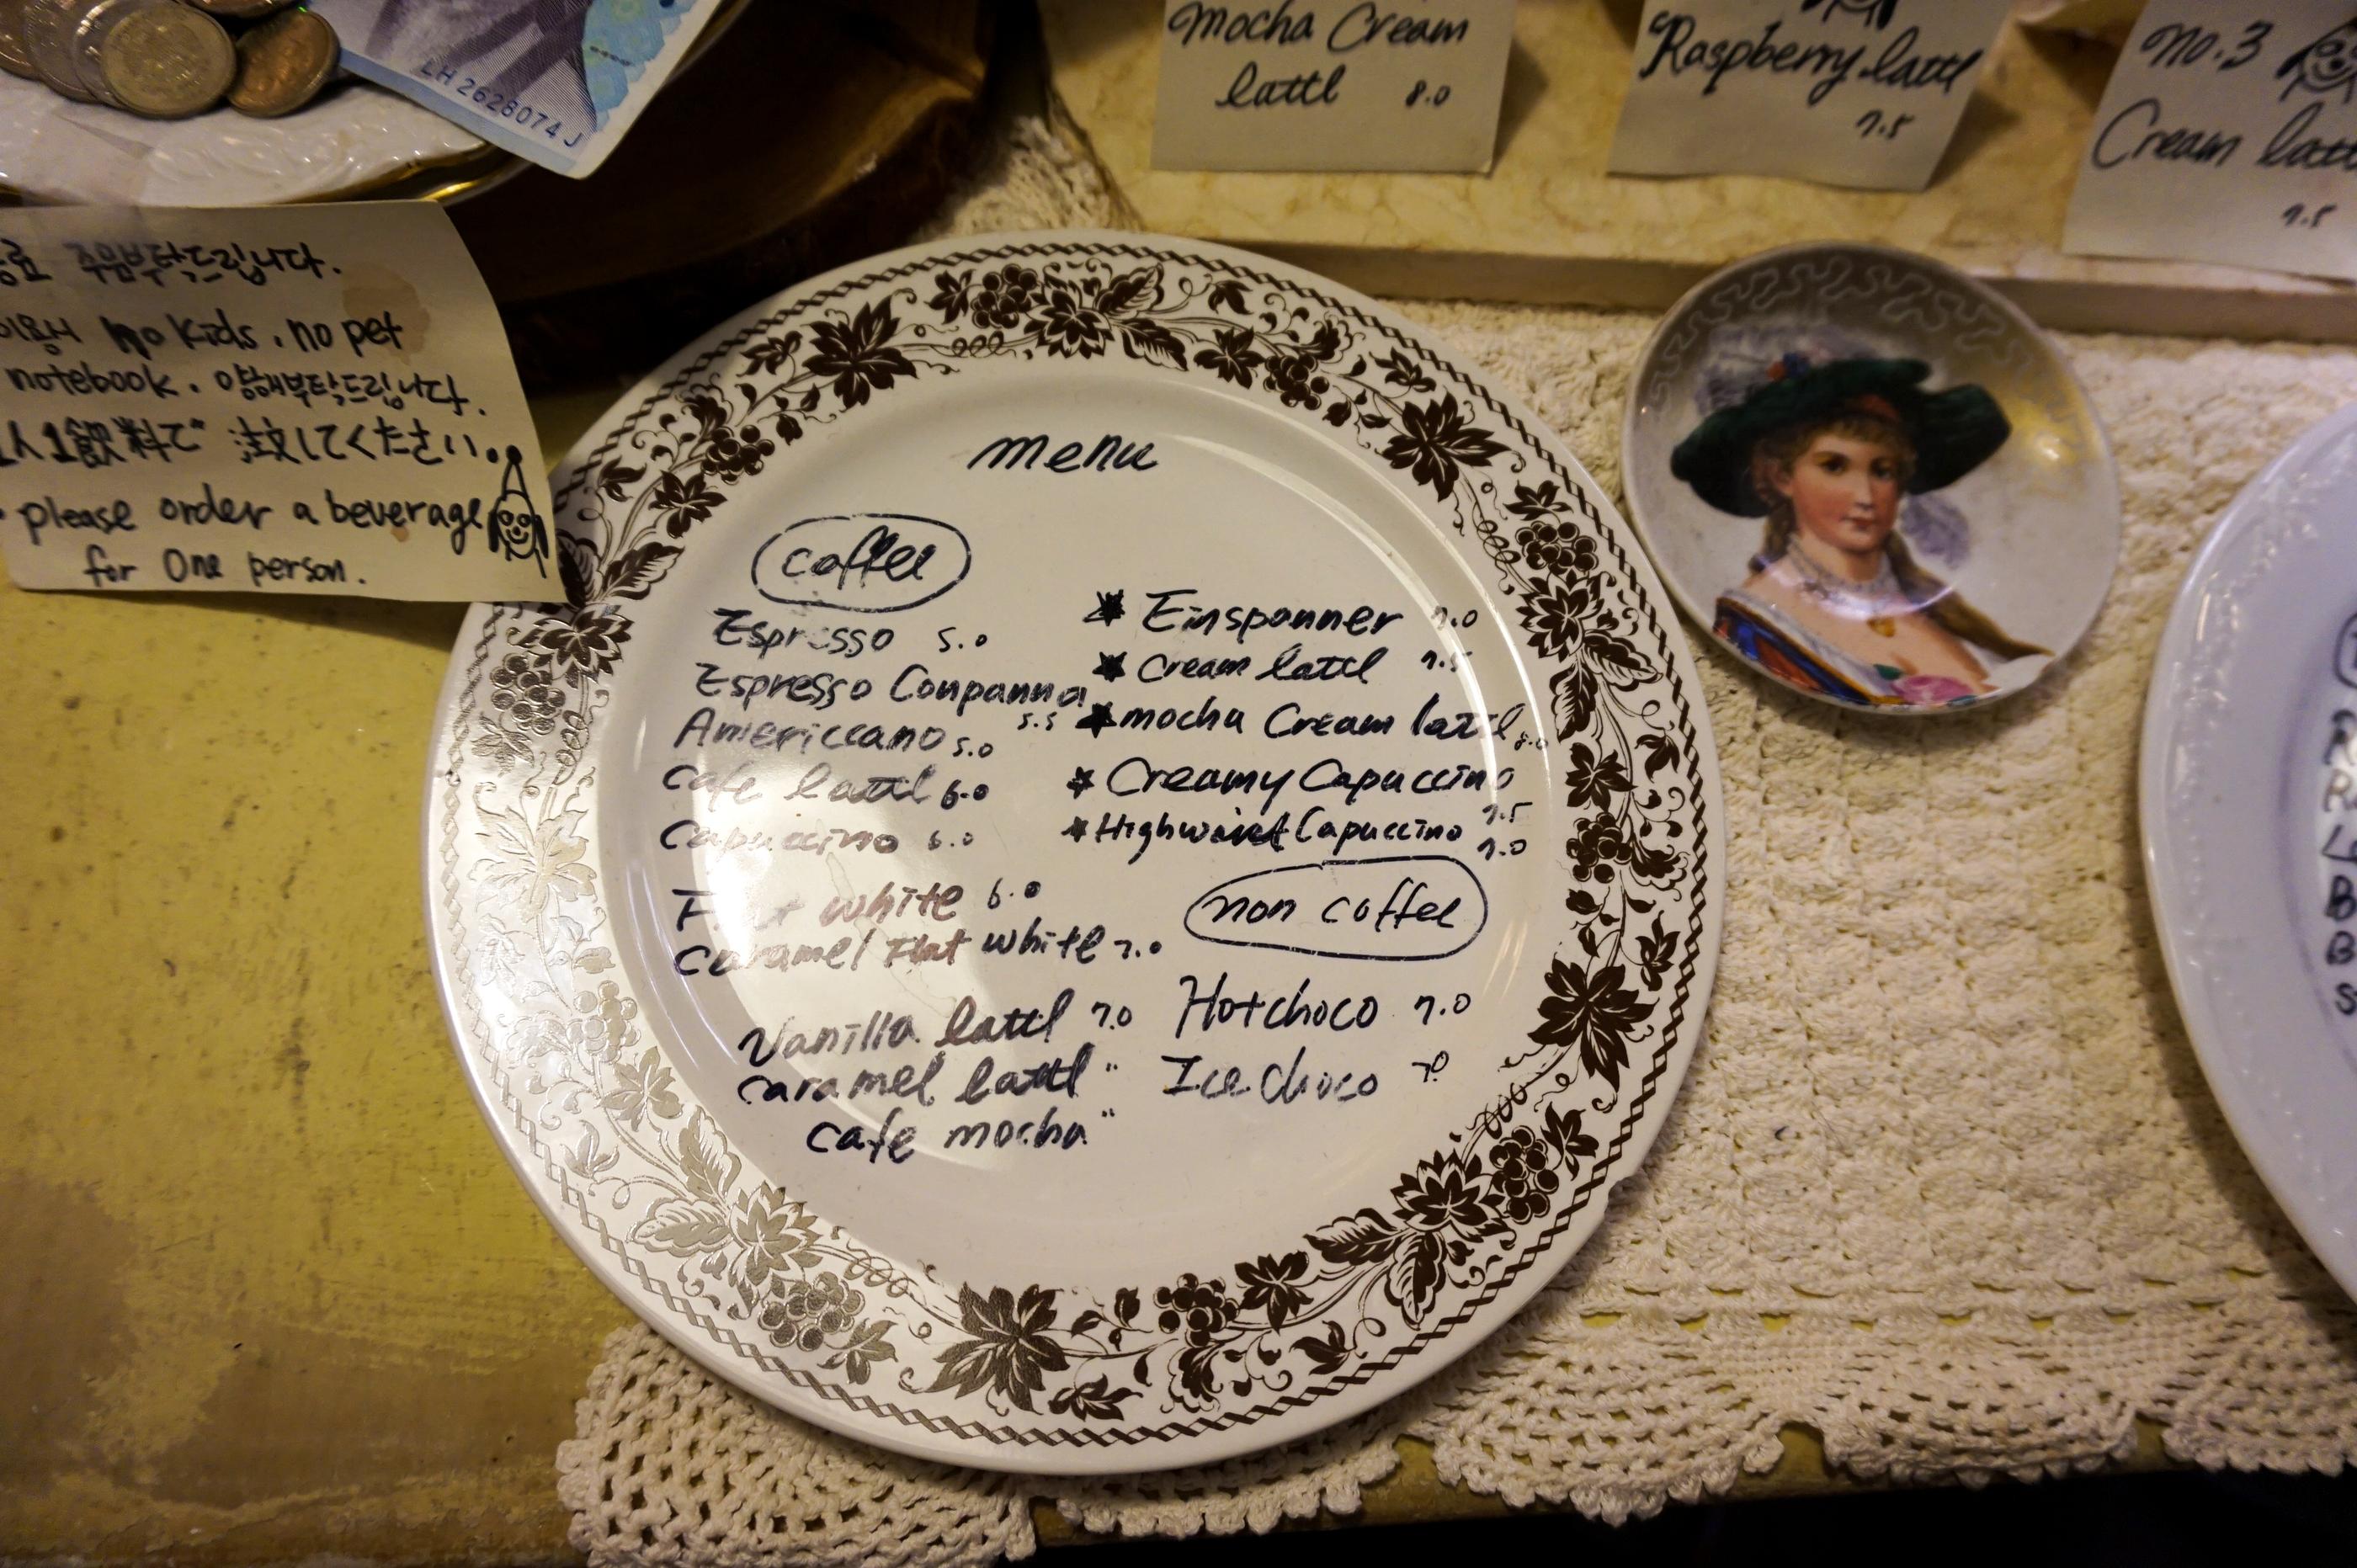 LH2628074J
mocha Cream
lattl 8.0
Raspberry lattl
7.5
no.3
Cream latt
7.5
음료 주문부탁드립니다.
이용시 no kids. no pet
notebook. 양해부탁드립니다.
1人1飲料で 注文してください.
please order a beverage
for One person.
menu
coffee
Espresso 5.0
Espresso Conpanna
5.5
Americcano 5.0
Cafe lattl 6.0
Capuccino 6.0
Flat white 6.0
Caramel Flat white 7.0
Vanilla lattl 7.0
caramel lattl "
cafe mocha "
★ Einspanner 7.0
★ Cream lattl 7.5
★ mocha Cream lattl 8.0
★ Creamy Capuccino
7.5
★ Capuccino
7.0
non coffee
Hotchoco 7.0
Ice choco 7.0
R
R
L
B
B
S